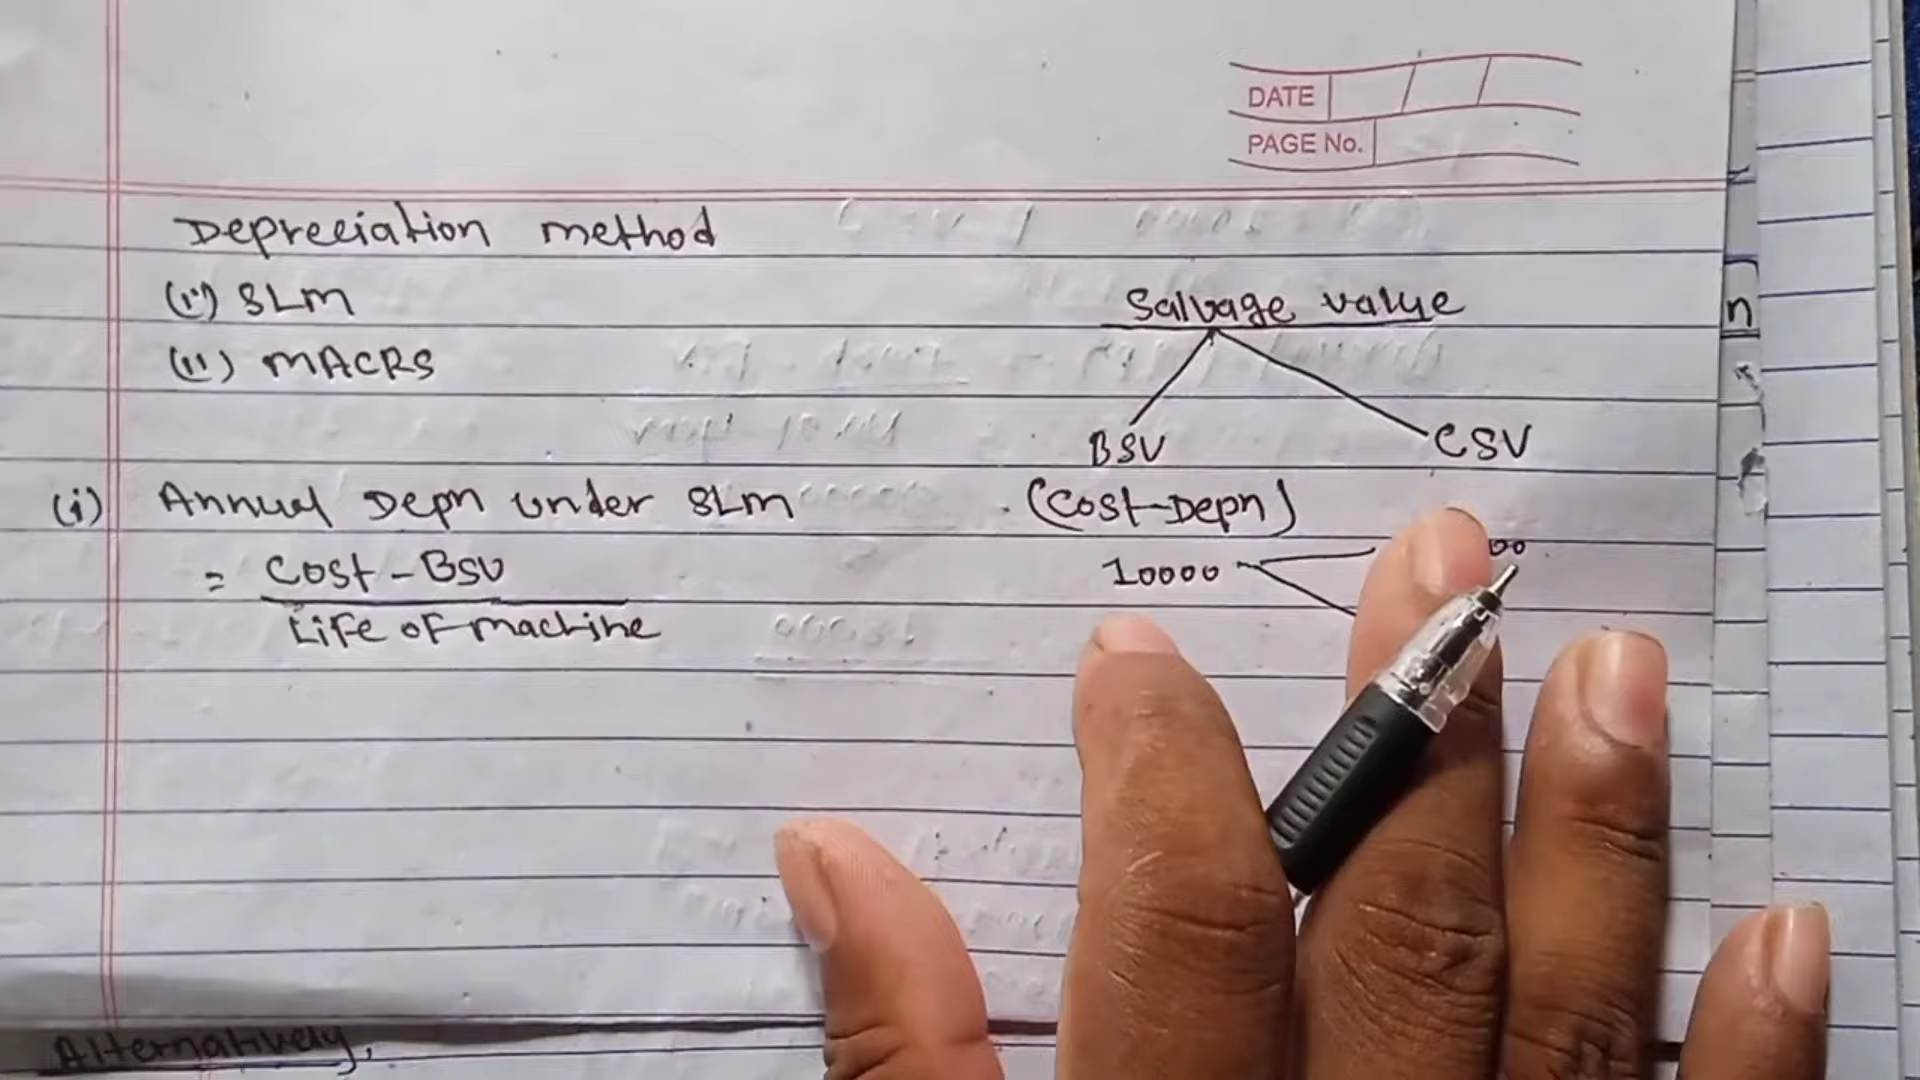 DATE / /
PAGE No.
Depreciation method
(i) SLM
(ii) MACRS
Salvage value
BSV CSV
(i) Annual Depn under SLM
= Cost - BSV
Life of machine
(Cost-Depn)
10000 00
n
Alternatively,